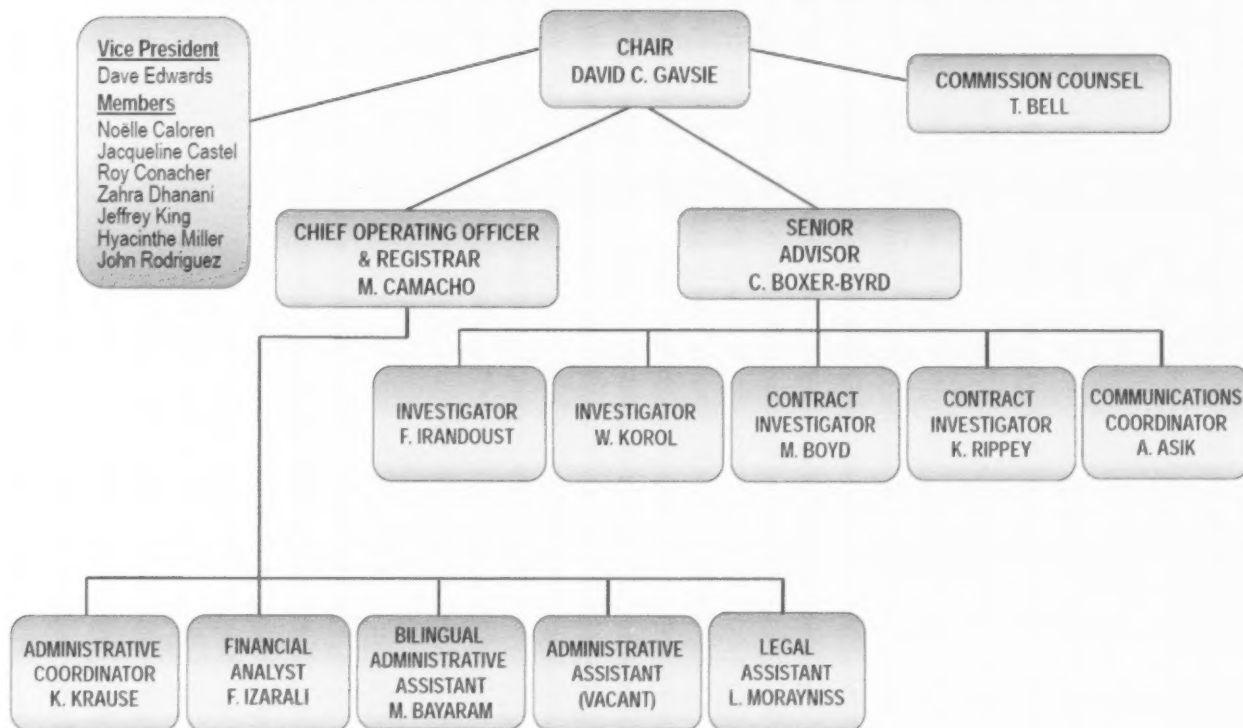 Vice President
Dave Edwards
Members
Noëlle Caloren
Jacqueline Castel
Roy Conacher
Zahra Dhanani
Jeffrey King
Hyacinthe Miller
John Rodriguez
CHAIR
DAVID C. GAVSIE
COMMISSION COUNSEL
T. BELL
CHIEF OPERATING OFFICER
& REGISTRAR
M. CAMACHO
SENIOR
ADVISOR
C. BOXER-BYRD
INVESTIGATOR
F. IRANDOUST
INVESTIGATOR
W. KOROL
CONTRACT
INVESTIGATOR
M. BOYD
CONTRACT
INVESTIGATOR
K. RIPPEY
COMMUNICATIONS
COORDINATOR
A. ASIK
ADMINISTRATIVE
COORDINATOR
K. KRAUSE
FINANCIAL
ANALYST
F. IZARALI
BILINGUAL
ADMINISTRATIVE
ASSISTANT
M. BAYARAM
ADMINISTRATIVE
ASSISTANT
(VACANT)
LEGAL
ASSISTANT
L. MORAYNISS